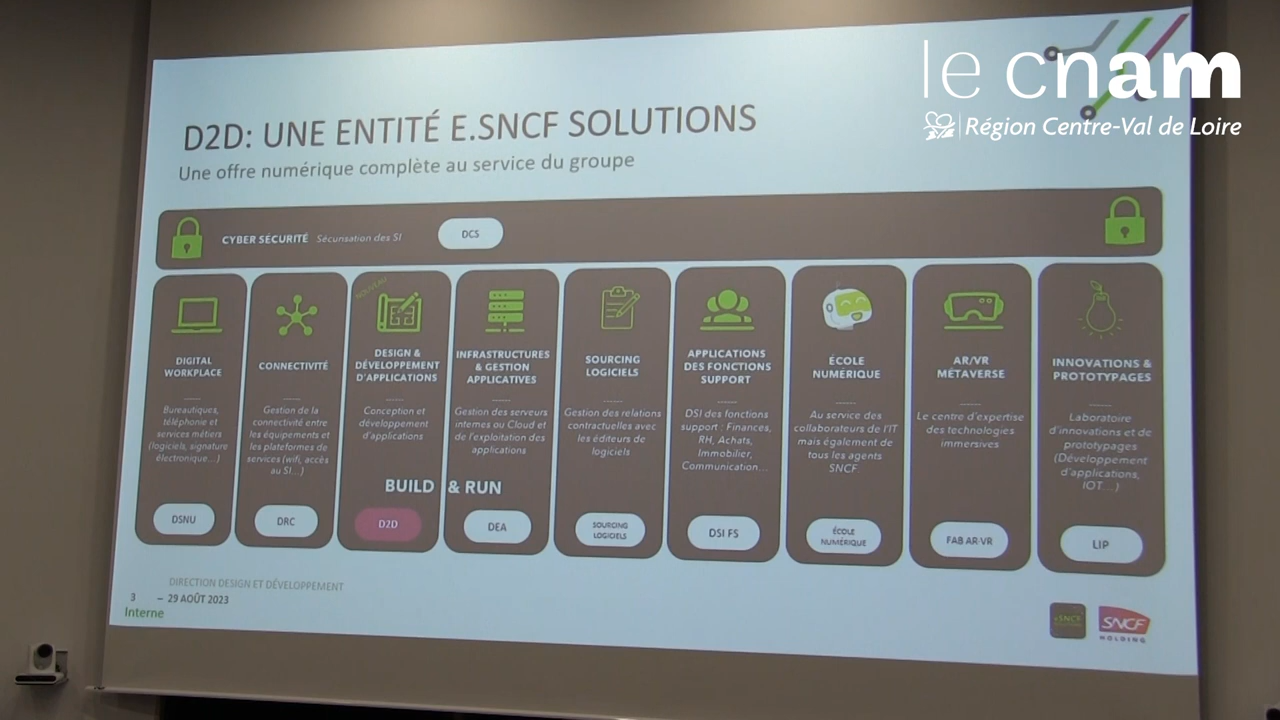 le cnam
Région Centre-Val de Loire
D2D: UNE ENTITÉ E.SNCF SOLUTIONS
Une offre numérique complète au service du groupe
CYBER SÉCURITÉ Sécurisation des SI
DCS
DIGITAL
WORKPLACE
Bureautiques,
téléphonie et
services métiers
(logiciels, signature
électronique...)
DSNU
CONNECTIVITÉ
Gestion de la
connectivité entre
les équipements et
les plateformes de
services (wifi, accès
au SI...)
DRC
NOUVEAU
DESIGN &
DÉVELOPPEMENT
D'APPLICATIONS
Conception et
développement
d'applications
BUILD & RUN
D2D
INFRASTRUCTURES
& GESTION
APPLICATIVES
Gestion des serveurs
internes ou Cloud et
de l'exploitation des
applications
DEA
SOURCING
LOGICIELS
Gestion des relations
contractuelles avec
les éditeurs de
logiciels
SOURCING
LOGICIELS
APPLICATIONS
DES FONCTIONS
SUPPORT
DSI des fonctions
support : Finances,
RH, Achats,
Immobilier,
Communication...
DSI FS
ÉCOLE
NUMÉRIQUE
Au service des
collaborateurs de l'IT
mais également de
tous les agents
SNCF
ÉCOLE
NUMÉRIQUE
AR/VR
MÉTAVERSE
Le centre d'expertise
des technologies
immersives
FAB AR-VR
INNOVATIONS &
PROTOTYPAGES
Laboratoire
d'innovations et de
prototypages
(Développement
d'applications,
IOT...)
LIP
DIRECTION DESIGN ET DÉVELOPPEMENT
3 – 29 AOÛT 2023
Interne
eSNCF
SOLUTIONS
SNCF
HOLDING